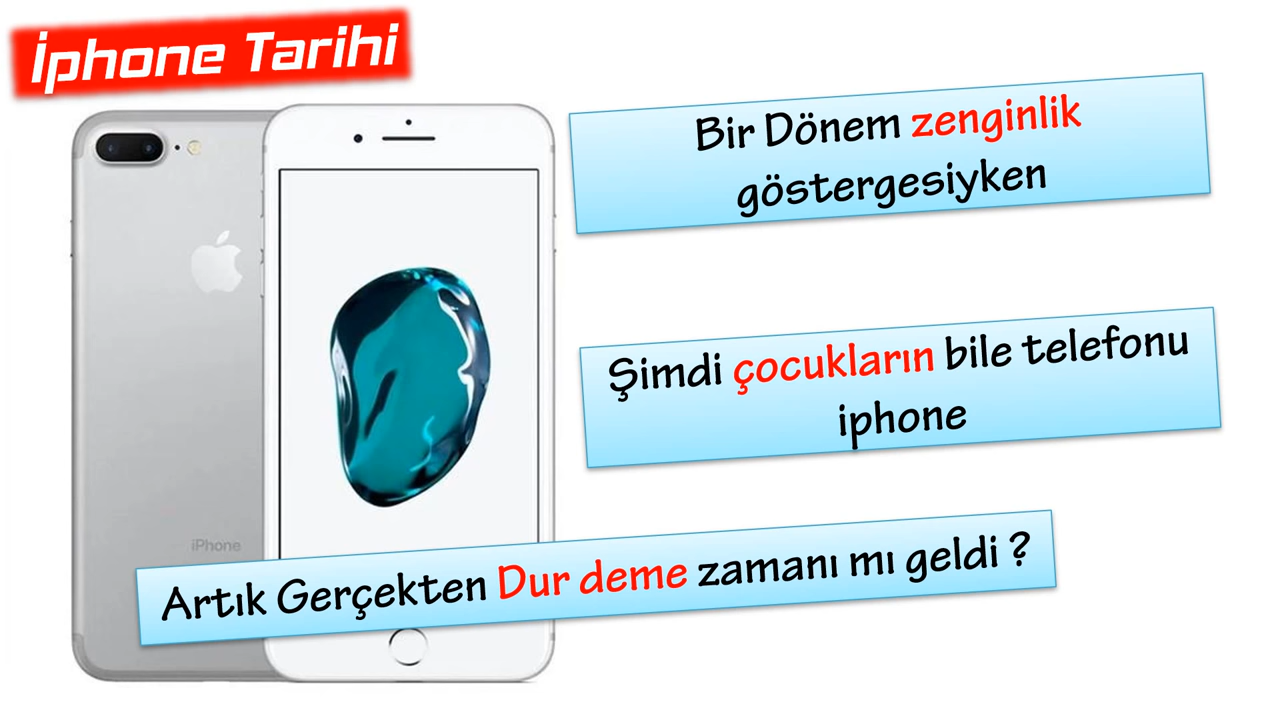 İphone Tarihi
Bir Dönem zenginlik
göstergesiyken
Şimdi çocukların bile telefonu
iphone
iPhone
Artık Gerçekten Dur deme zamanı mı geldi ?